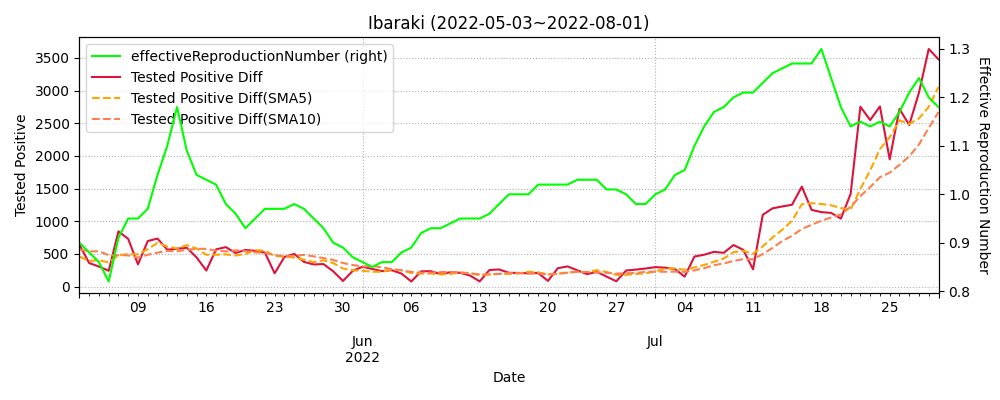 Ibaraki (2022-05-03~2022-08-01)
effectiveReproductionNumber (right)
Tested Positive Diff
Tested Positive Diff(SMA5)
Tested Positive Diff(SMA10)
Tested Positive
3500
3000
2500
2000
1500
1000
500
0
1.3
1.2
1.1
1.0
0.9
0.8
Effective Reproduction Number
09 16 23 30 06 13 20 27 04 11 18 25
Jun Jul
2022
Date